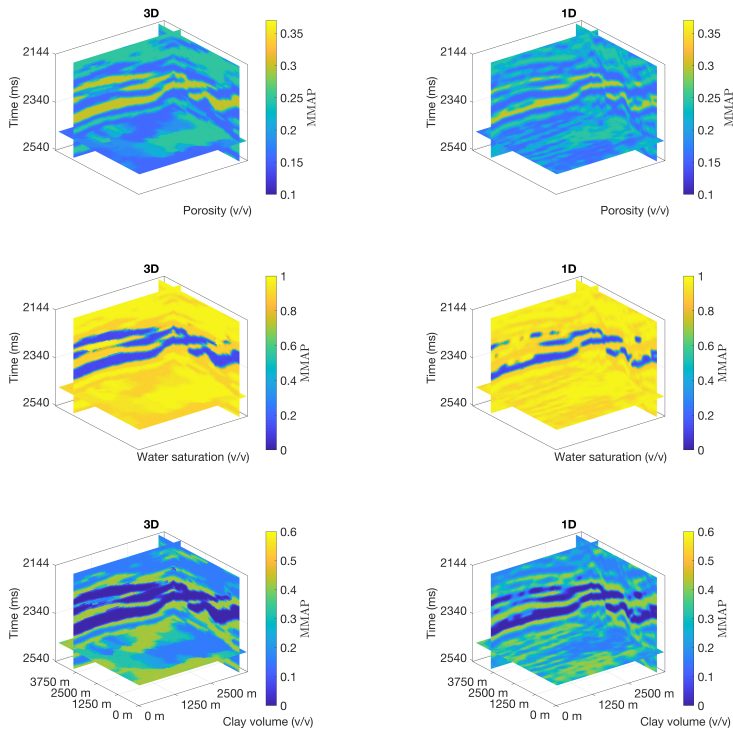 3D
2144
2340
2540
Time (ms)
0.35
0.3
0.25
0.2
0.15
0.1
MMAP
Porosity (v/v)
1D
2144
2340
2540
Time (ms)
0.35
0.3
0.25
0.2
0.15
0.1
MMAP
Porosity (v/v)
3D
2144
2340
2540
Time (ms)
1
0.8
0.6
0.4
0.2
0
MMAP
Water saturation (v/v)
1D
2144
2340
2540
Time (ms)
1
0.8
0.6
0.4
0.2
0
MMAP
Water saturation (v/v)
3D
2144
2340
2540
Time (ms)
0.6
0.5
0.4
0.3
0.2
0.1
0
MMAP
3750 m
2500 m
1250 m
0 m
0 m
1250 m
2500 m
Clay volume (v/v)
1D
2144
2340
2540
Time (ms)
0.6
0.5
0.4
0.3
0.2
0.1
0
MMAP
3750 m
2500 m
1250 m
0 m
0 m
1250 m
2500 m
Clay volume (v/v)